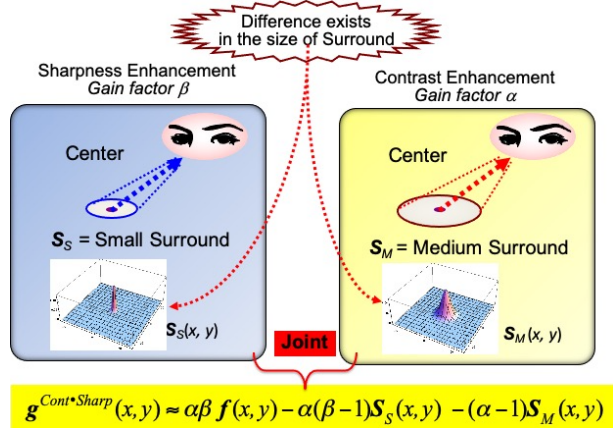 Difference exists
in the size of Surround
Sharpness Enhancement
Gain factor β
Contrast Enhancement
Gain factor α
Center
Center
S_S = Small Surround
S_M = Medium Surround
S_S(x, y)
S_M(x, y)
Joint
g^{Cont•Sharp}(x, y) ≈ αβ f(x, y) – α(β – 1)S_S(x, y) – (α – 1)S_M(x, y)